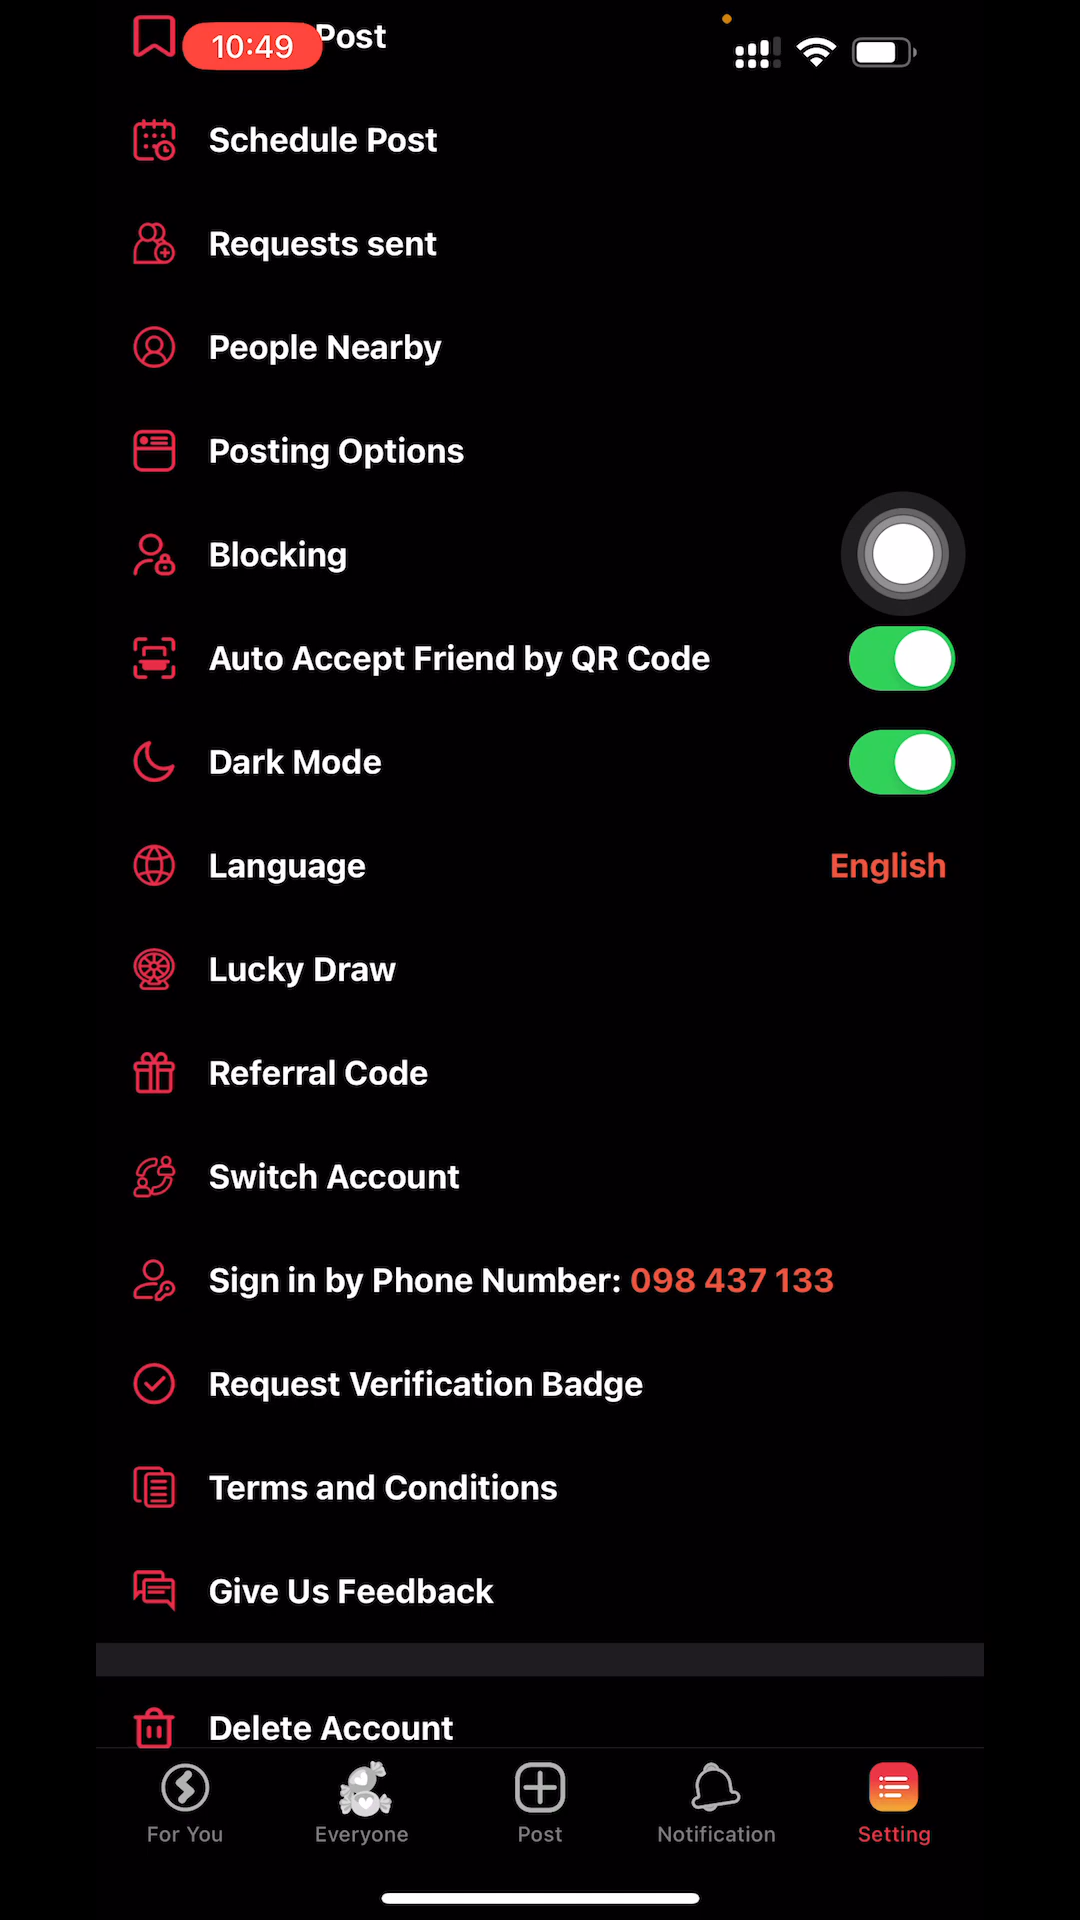 10:49
Post
Schedule Post
Requests sent
People Nearby
Posting Options
Blocking
Auto Accept Friend by QR Code
Dark Mode
Language English
Lucky Draw
Referral Code
Switch Account
Sign in by Phone Number: 098 437 133
Request Verification Badge
Terms and Conditions
Give Us Feedback
Delete Account
For You Everyone Post Notification Setting